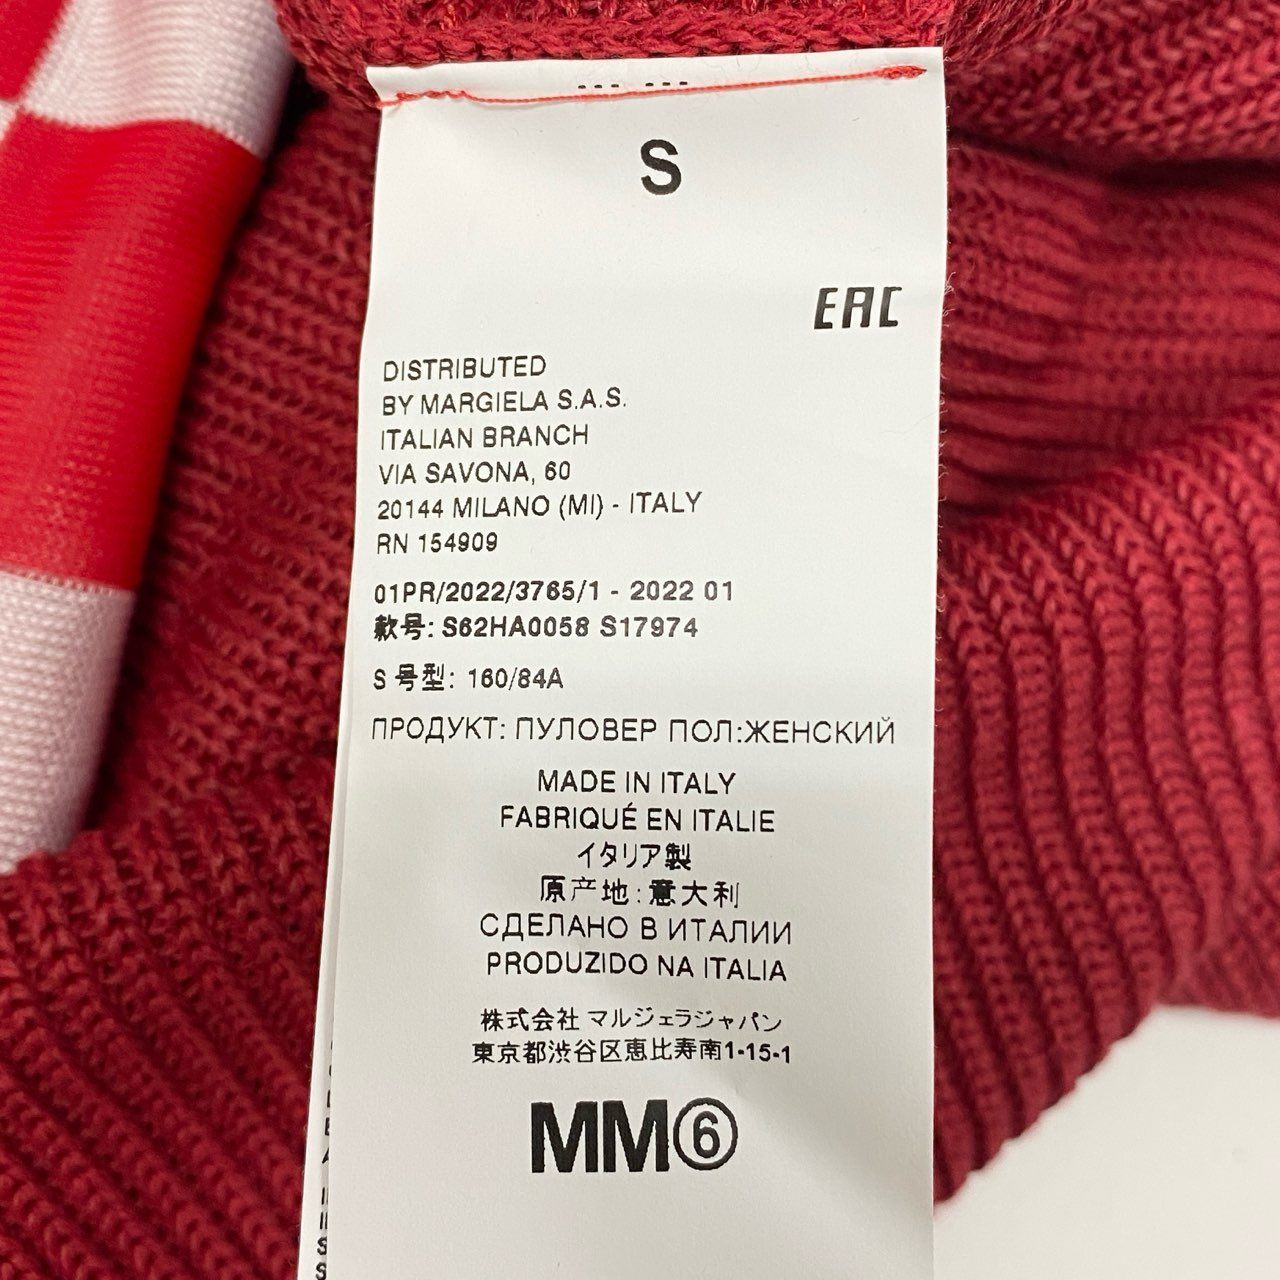 S
EAC
DISTRIBUTED
BY MARGIELA S.A.S.
ITALIAN BRANCH
VIA SAVONA, 60
20144 MILANO (MI) - ITALY
RN 154909
01PR/2022/3765/1 - 2022 01
款号: S62HA0058 S17974
S 号型: 160/84A
ПРОДУКТ: ПУЛОВЕР ПОЛ:ЖЕНСКИЙ
MADE IN ITALY
FABRIQUÉ EN ITALIE
イタリア製
原产地:意大利
СДЕЛАНО В ИТАЛИИ
PRODUZIDO NA ITALIA
株式会社 マルジェラジャパン
東京都渋谷区恵比寿南1-15-1
MM⑥